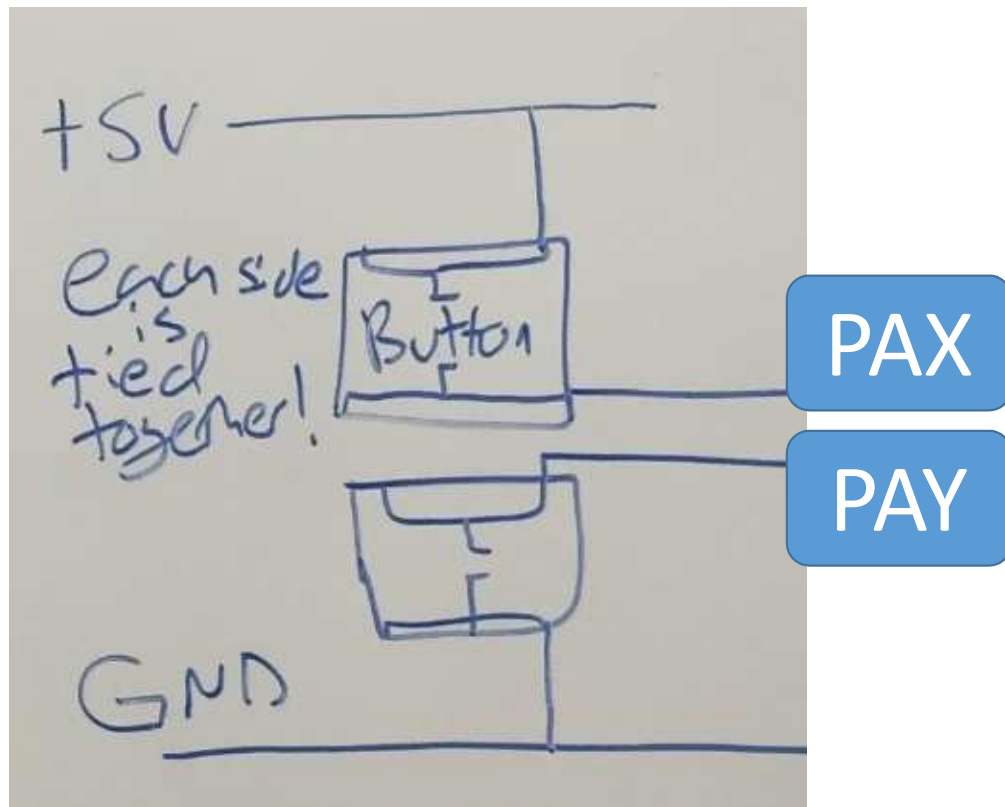 +5V
each side
is
tied
together!
Button
PAX
PAY
GND